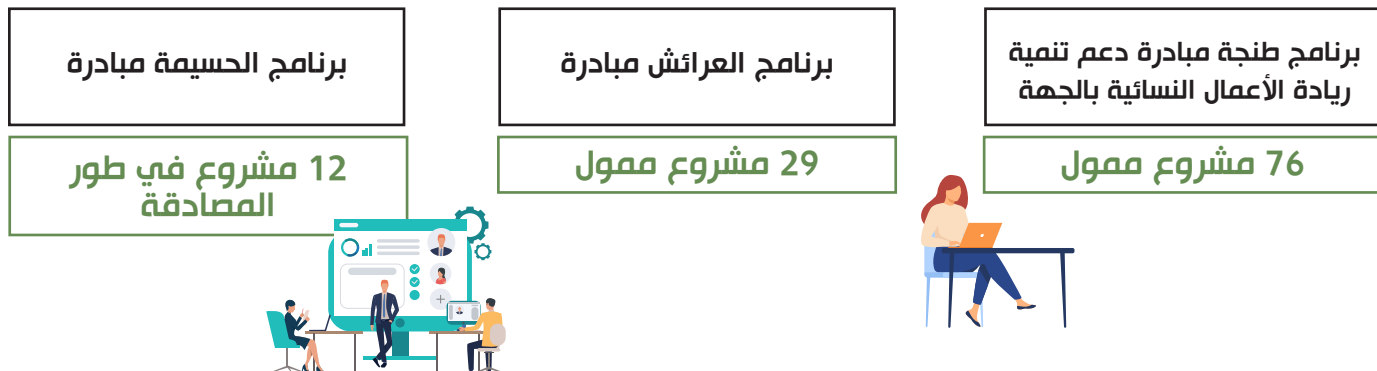 برنامج طنجة مبادرة دعم تنمية
ريادة الأعمال النسائية بالجهة
76 مشروع ممول
برنامج العرائش مبادرة
29 مشروع ممول
برنامج الحسيمة مبادرة
12 مشروع في طور
المصادقة